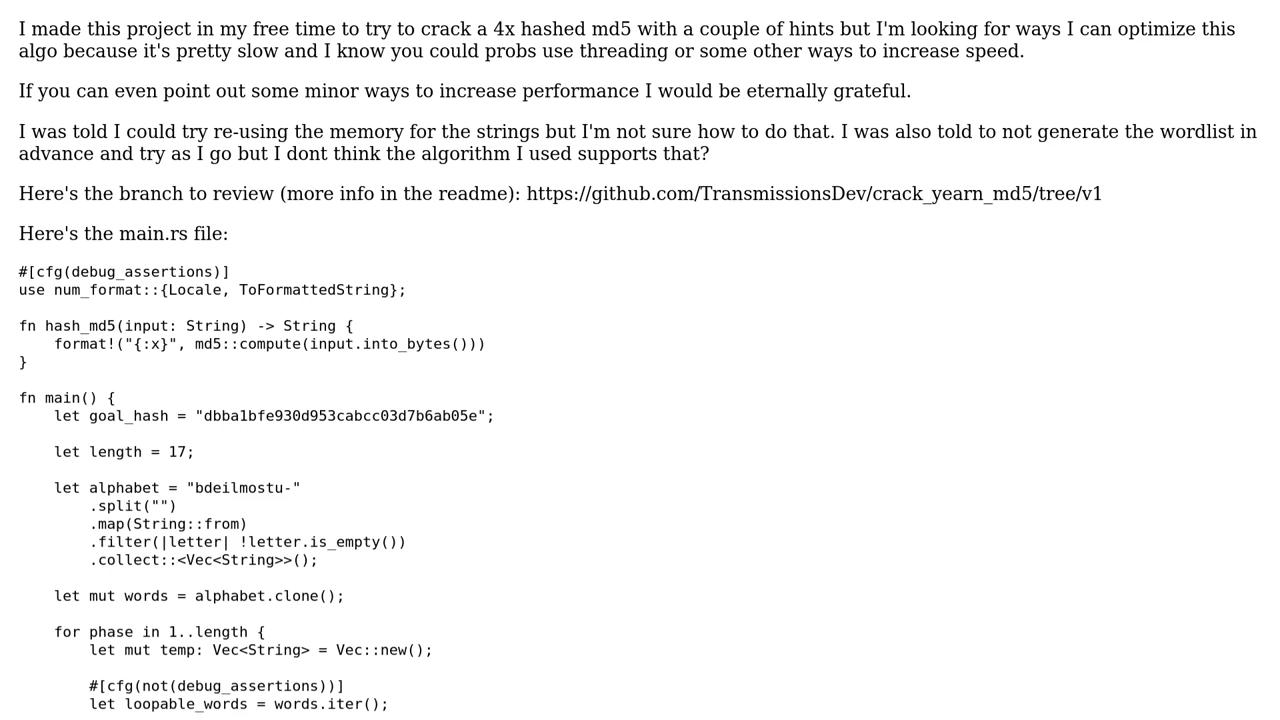 I made this project in my free time to try to crack a 4x hashed md5 with a couple of hints but I'm looking for ways I can optimize this
algo because it's pretty slow and I know you could probs use threading or some other ways to increase speed.
If you can even point out some minor ways to increase performance I would be eternally grateful.
I was told I could try re-using the memory for the strings but I'm not sure how to do that. I was also told to not generate the wordlist in
advance and try as I go but I dont think the algorithm I used supports that?
Here's the branch to review (more info in the readme): https://github.com/TransmissionsDev/crack_yearn_md5/tree/v1
Here's the main.rs file:
#[cfg(debug_assertions)]
use num_format::{Locale, ToFormattedString};
fn hash_md5(input: String) -> String {
    format!("{:x}", md5::compute(input.into_bytes()))
}
fn main() {
    let goal_hash = "dbba1bfe930d953cabcc03d7b6ab05e";
    let length = 17;
    let alphabet = "bdeilmostu-"
        .split("")
        .map(String::from)
        .filter(|letter| !letter.is_empty())
        .collect::<Vec<String>>();
    let mut words = alphabet.clone();
    for phase in 1..length {
        let mut temp: Vec<String> = Vec::new();
        #[cfg(not(debug_assertions))]
        let loopable_words = words.iter();